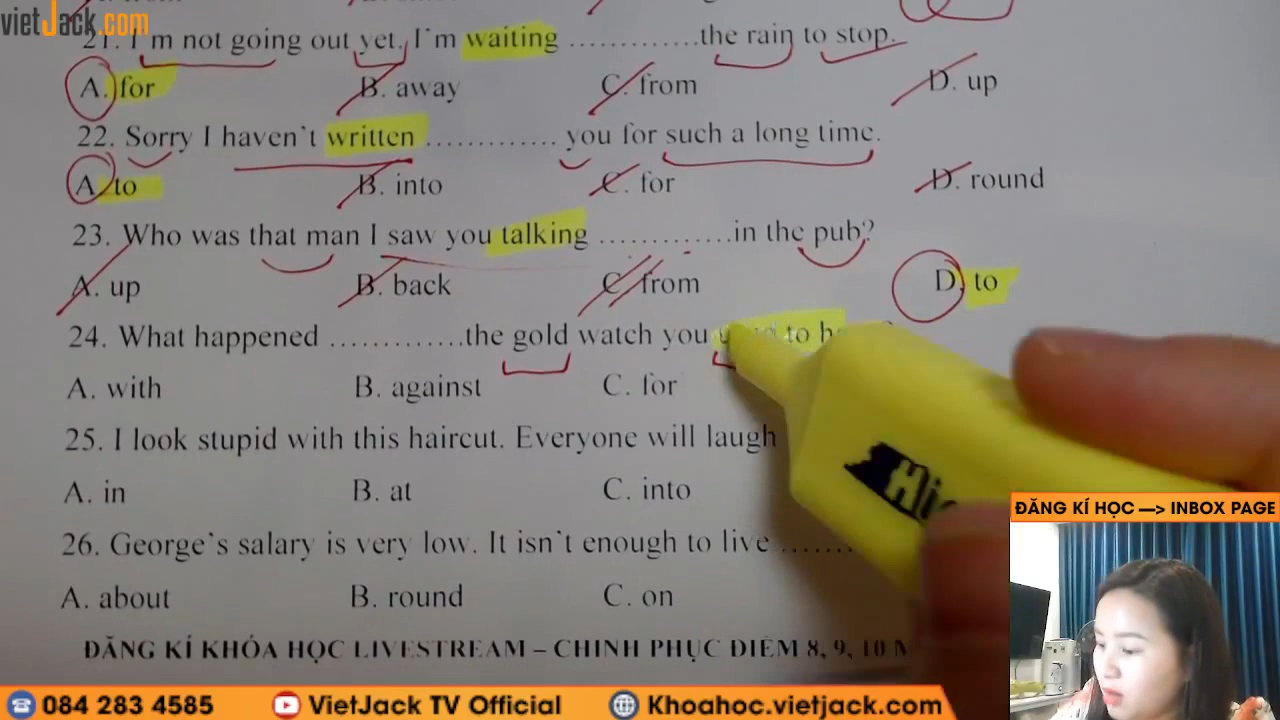 vietJack.com
21. I'm not going out yet. I'm waiting .............the rain to stop.
A. for B. away C. from D. up
22. Sorry I haven't written ............. you for such a long time.
A. to B. into C. for D. round
23. Who was that man I saw you talking .............in the pub?
A. up B. back C. from D. to
24. What happened .............the gold watch you to
A. with B. against C. for
25. I look stupid with this haircut. Everyone will laugh
A. in B. at C. into
26. George's salary is very low. It isn't enough to live .......
A. about B. round C. on
ĐĂNG KÍ KHÓA HỌC LIVESTREAM – CHINH PHỤC ĐIỂM 8, 9, 10
ĐĂNG KÍ HỌC —> INBOX PAGE
084 283 4585 VietJack TV Official Khoahoc.vietjack.com